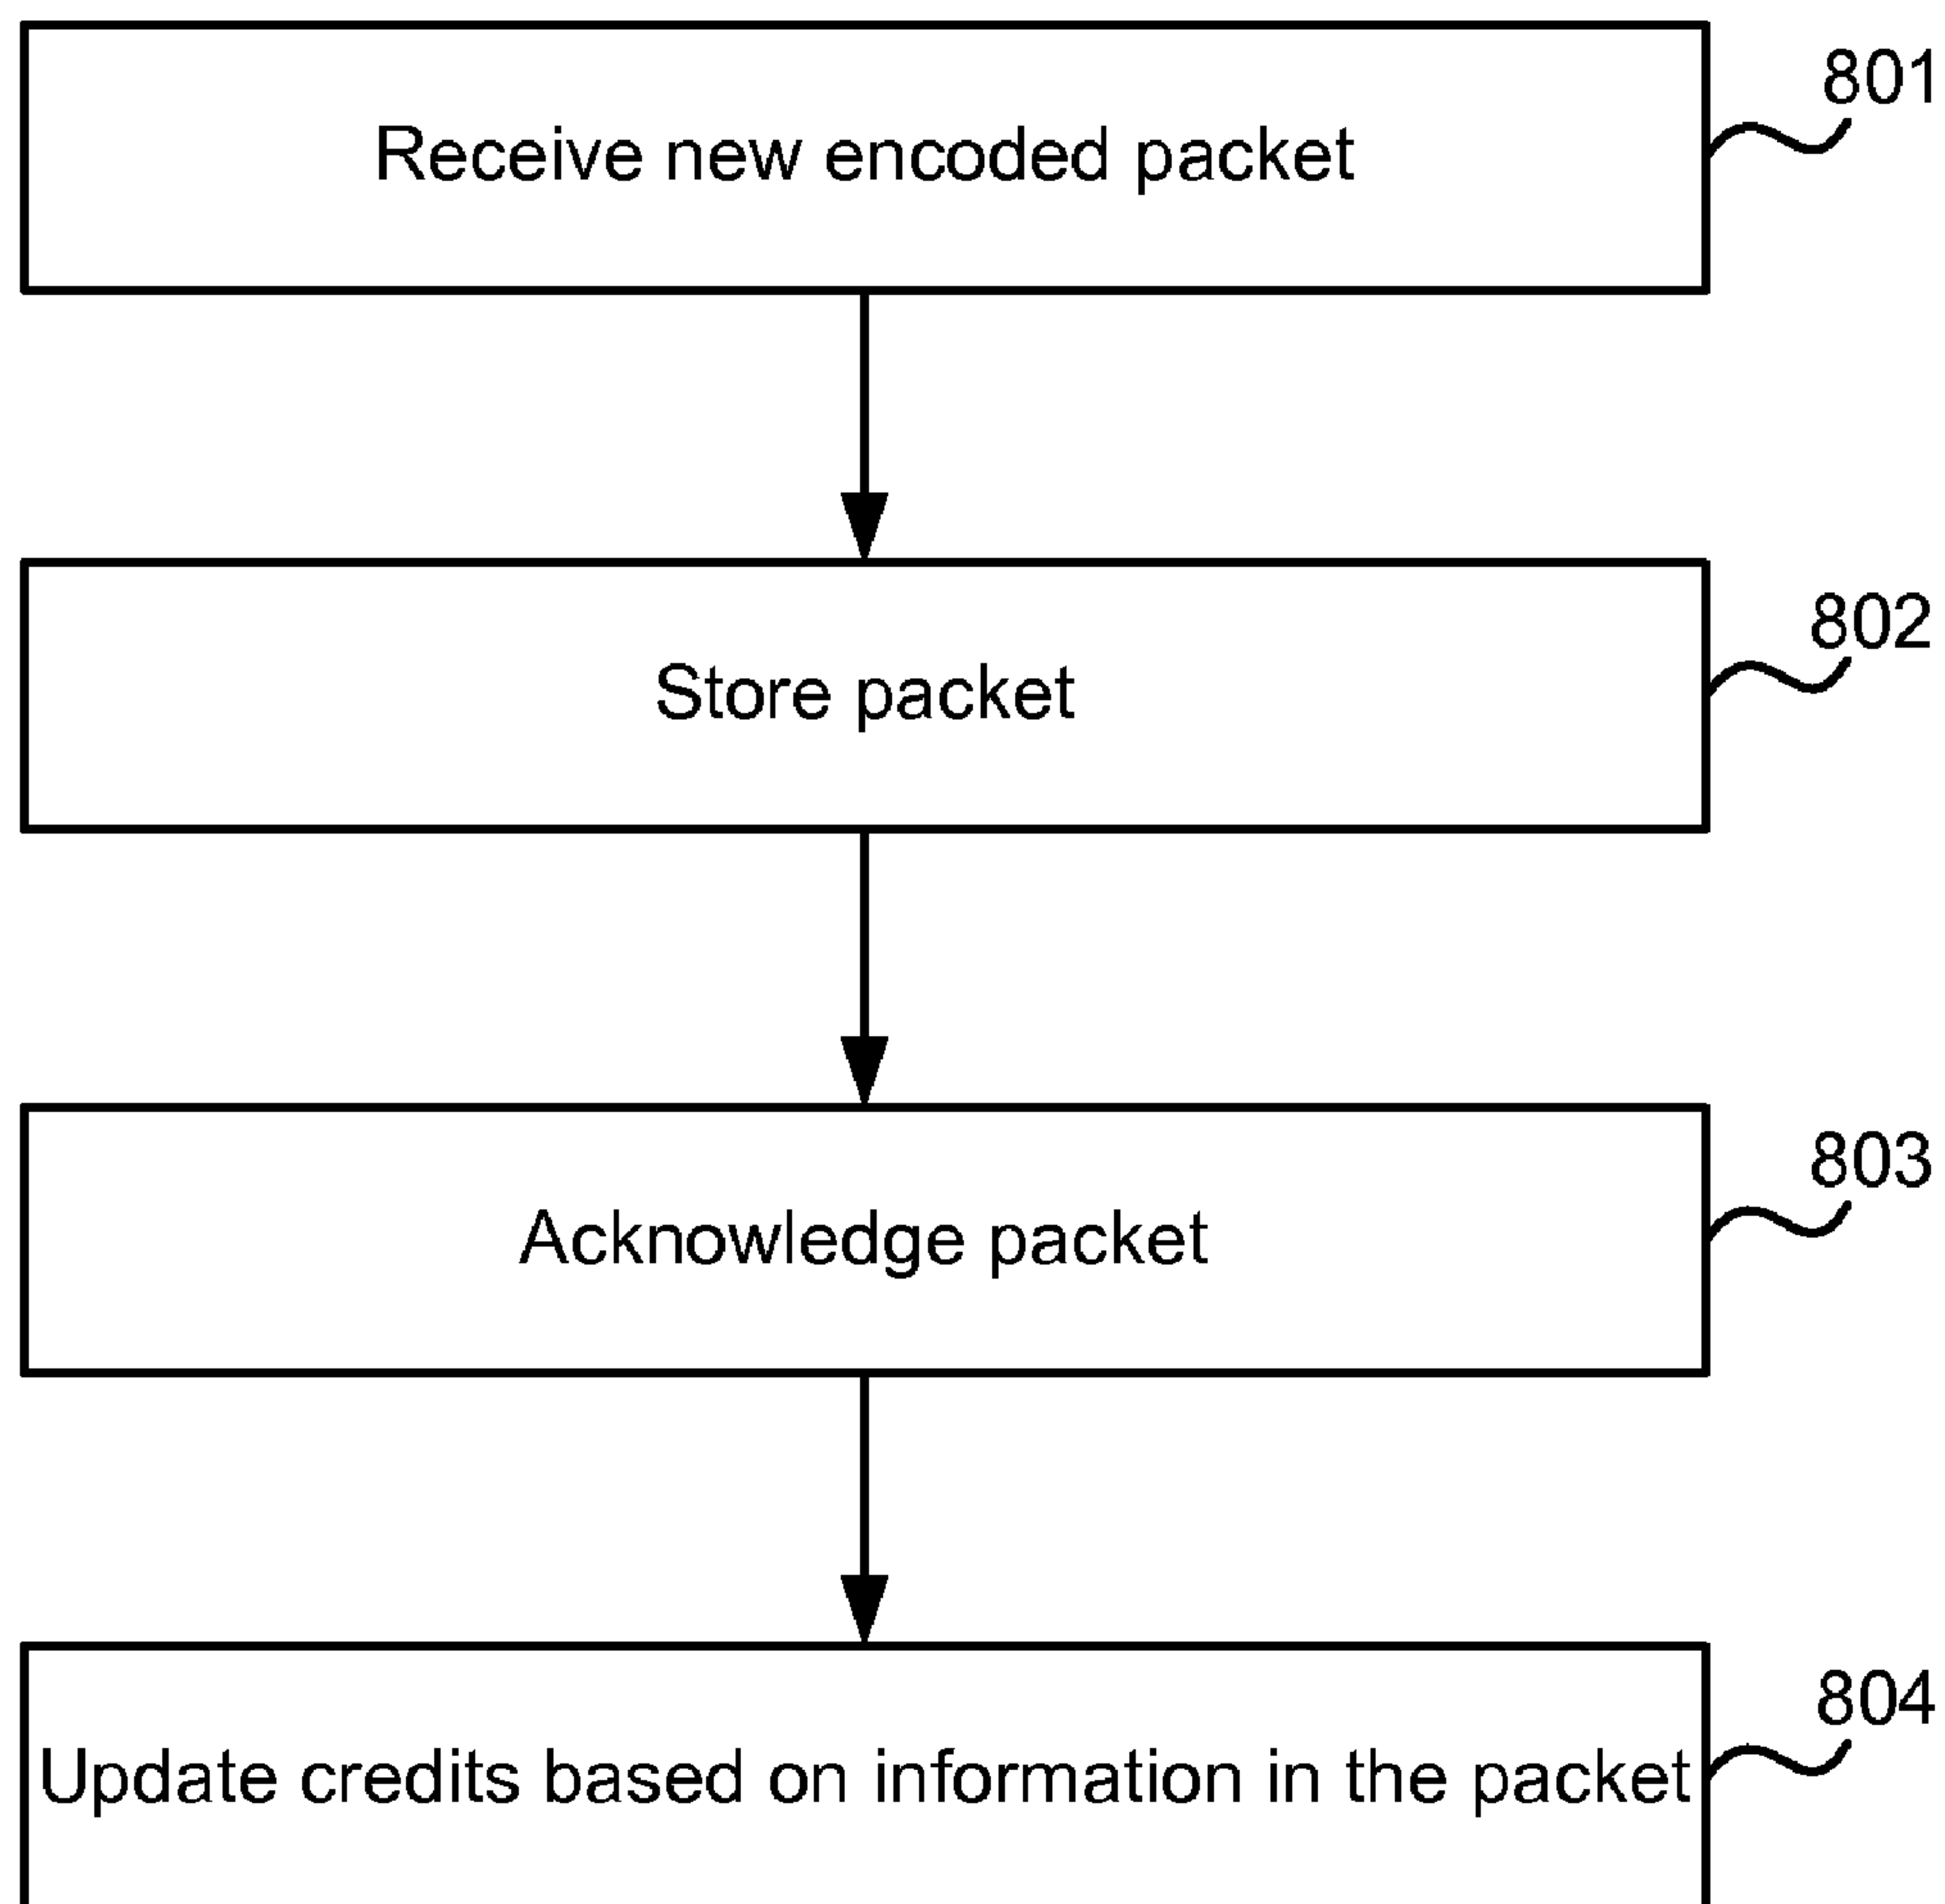 801
Receive new encoded packet
802
Store packet
803
Acknowledge packet
804
Update credits based on information in the packet